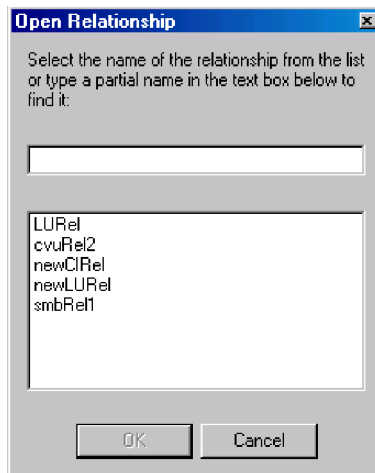 Open Relationship
Select the name of the relationship from the list
or type a partial name in the text box below to
find it:
LURel
cvuRel2
newClRel
newLURel
smbRel1
OK
Cancel